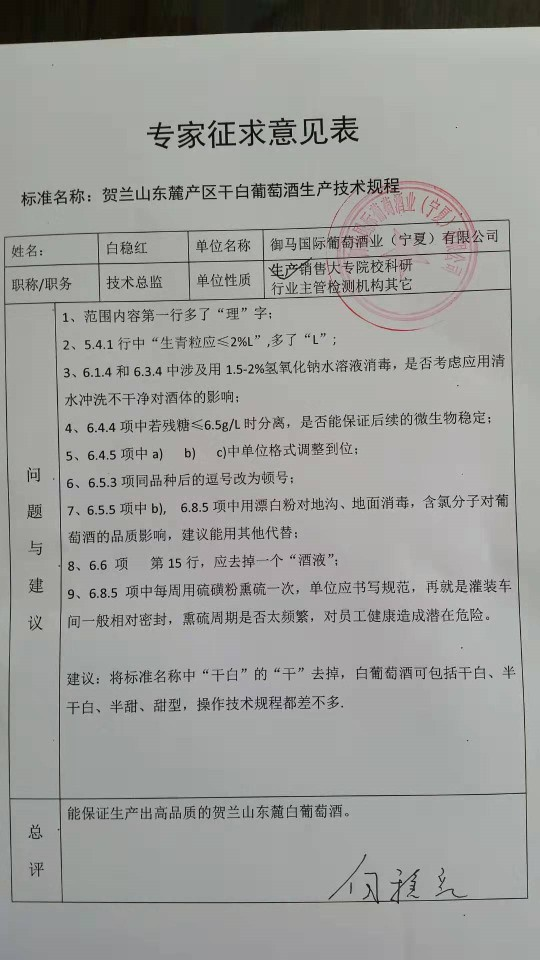 专家征求意见表
标准名称：贺兰山东麓产区干白葡萄酒生产技术规程
姓名： 白稳红 单位名称 御马国际葡萄酒业（宁夏）有限公司
职称/职务 技术总监 单位性质 生产销售大专院校科研
行业主管检测机构其它
问题与建议
1、范围内容第一行多了“理”字；
2、5.4.1 行中“生青粒应≤2%L”,多了“L”;
3、6.1.4 和 6.3.4 中涉及用 1.5-2%氢氧化钠水溶液消毒，是否考虑应用清
水冲洗不干净对酒体的影响;
4、6.4.4 项中若残糖≤6.5g/L 时分离，是否能保证后续的微生物稳定;
5、6.4.5 项中 a) b) c)中单位格式调整到位;
6、6.5.3 项同品种后的逗号改为顿号;
7、6.5.5 项中 b), 6.8.5 项中用漂白粉对地沟、地面消毒，含氯分子对葡
萄酒的品质影响，建议能用其他代替;
8、6.6 项 第 15 行，应去掉一个“酒液”;
9、6.8.5 项中每周用硫磺粉熏硫一次，单位应书写规范，再就是灌装车
间一般相对密封，熏硫周期是否太频繁，对员工健康造成潜在危险。
建议：将标准名称中“干白”的“干”去掉，白葡萄酒可包括干白、半
干白、半甜、甜型，操作技术规程都差不多.
总评
能保证生产出高品质的贺兰山东麓白葡萄酒。
白稳红